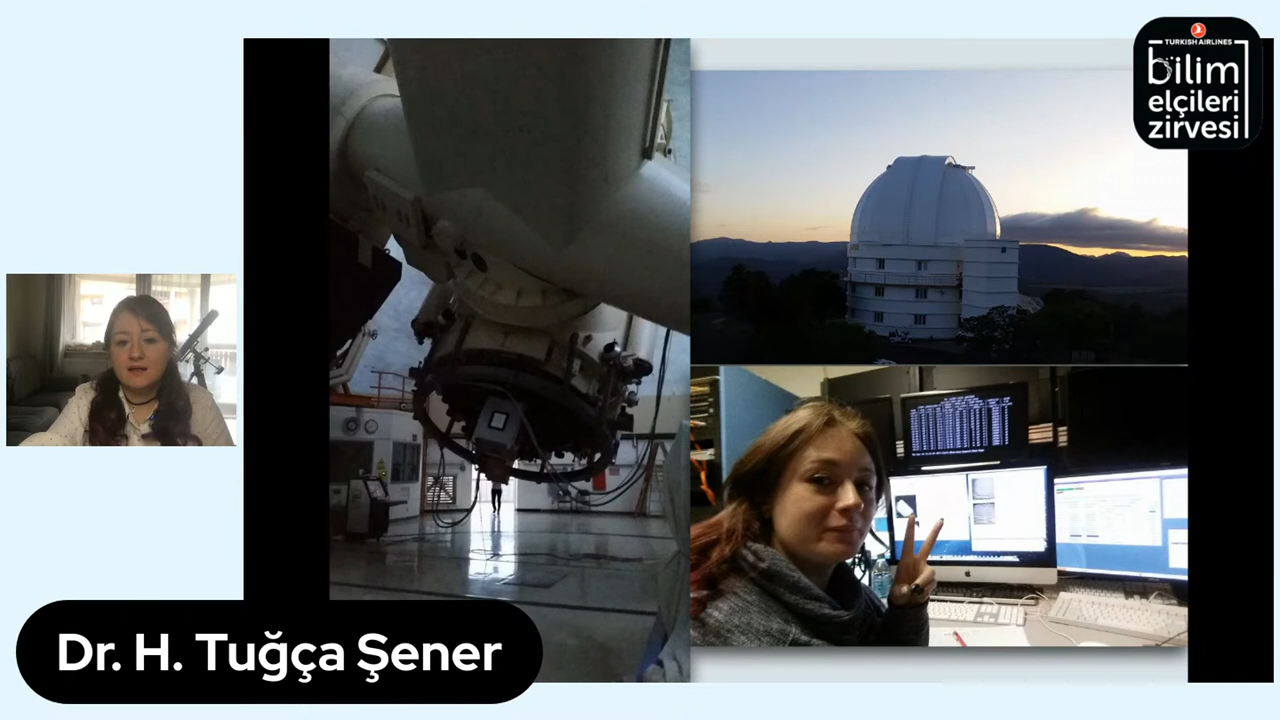 TURKISH AIRLINES
bilim
elçileri
zirvesi
Dr. H. Tuğça Şener